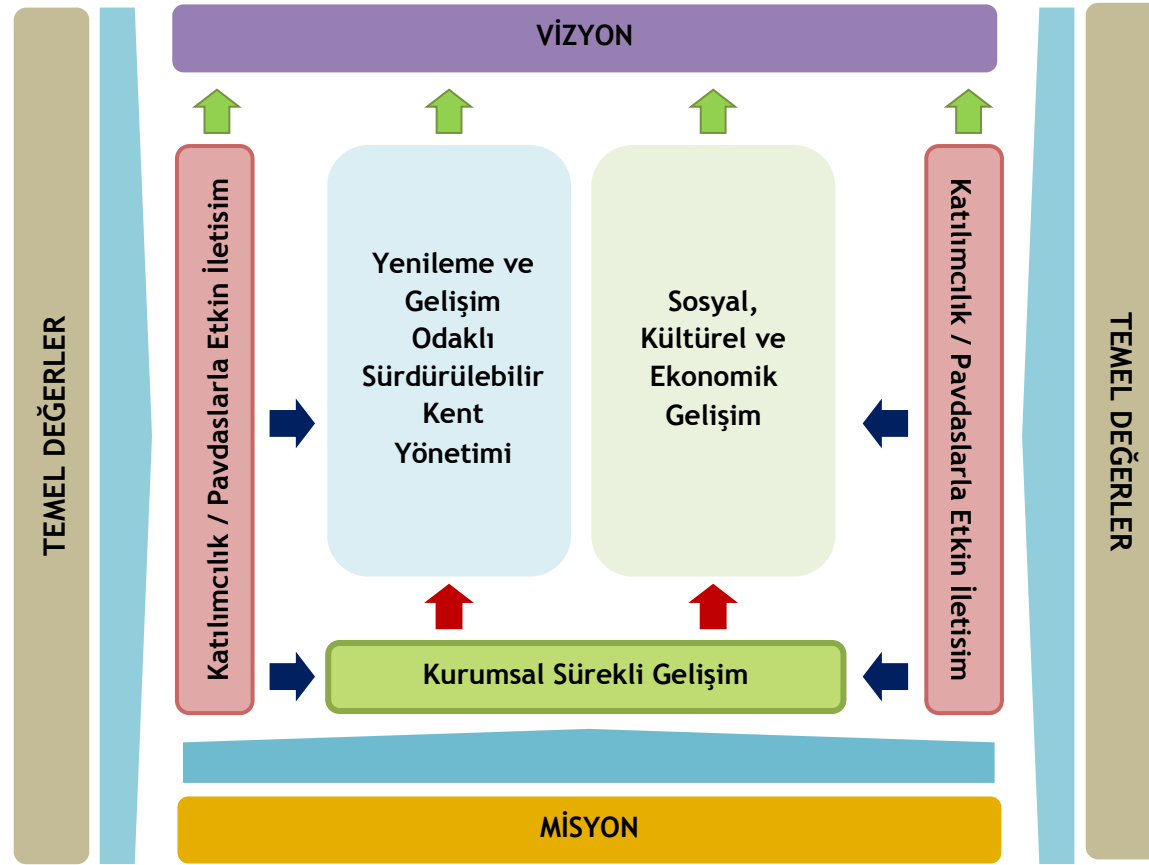 VİZYON
TEMEL DEĞERLER
Katılımcılık / Pavdaslarla Etkin İletisim
Yenileme ve
Gelişim
Odaklı
Sürdürülebilir
Kent
Yönetimi
Sosyal,
Kültürel ve
Ekonomik
Gelişim
Katılımcılık / Pavdaslarla Etkin İletisim
TEMEL DEĞERLER
Kurumsal Sürekli Gelişim
MİSYON